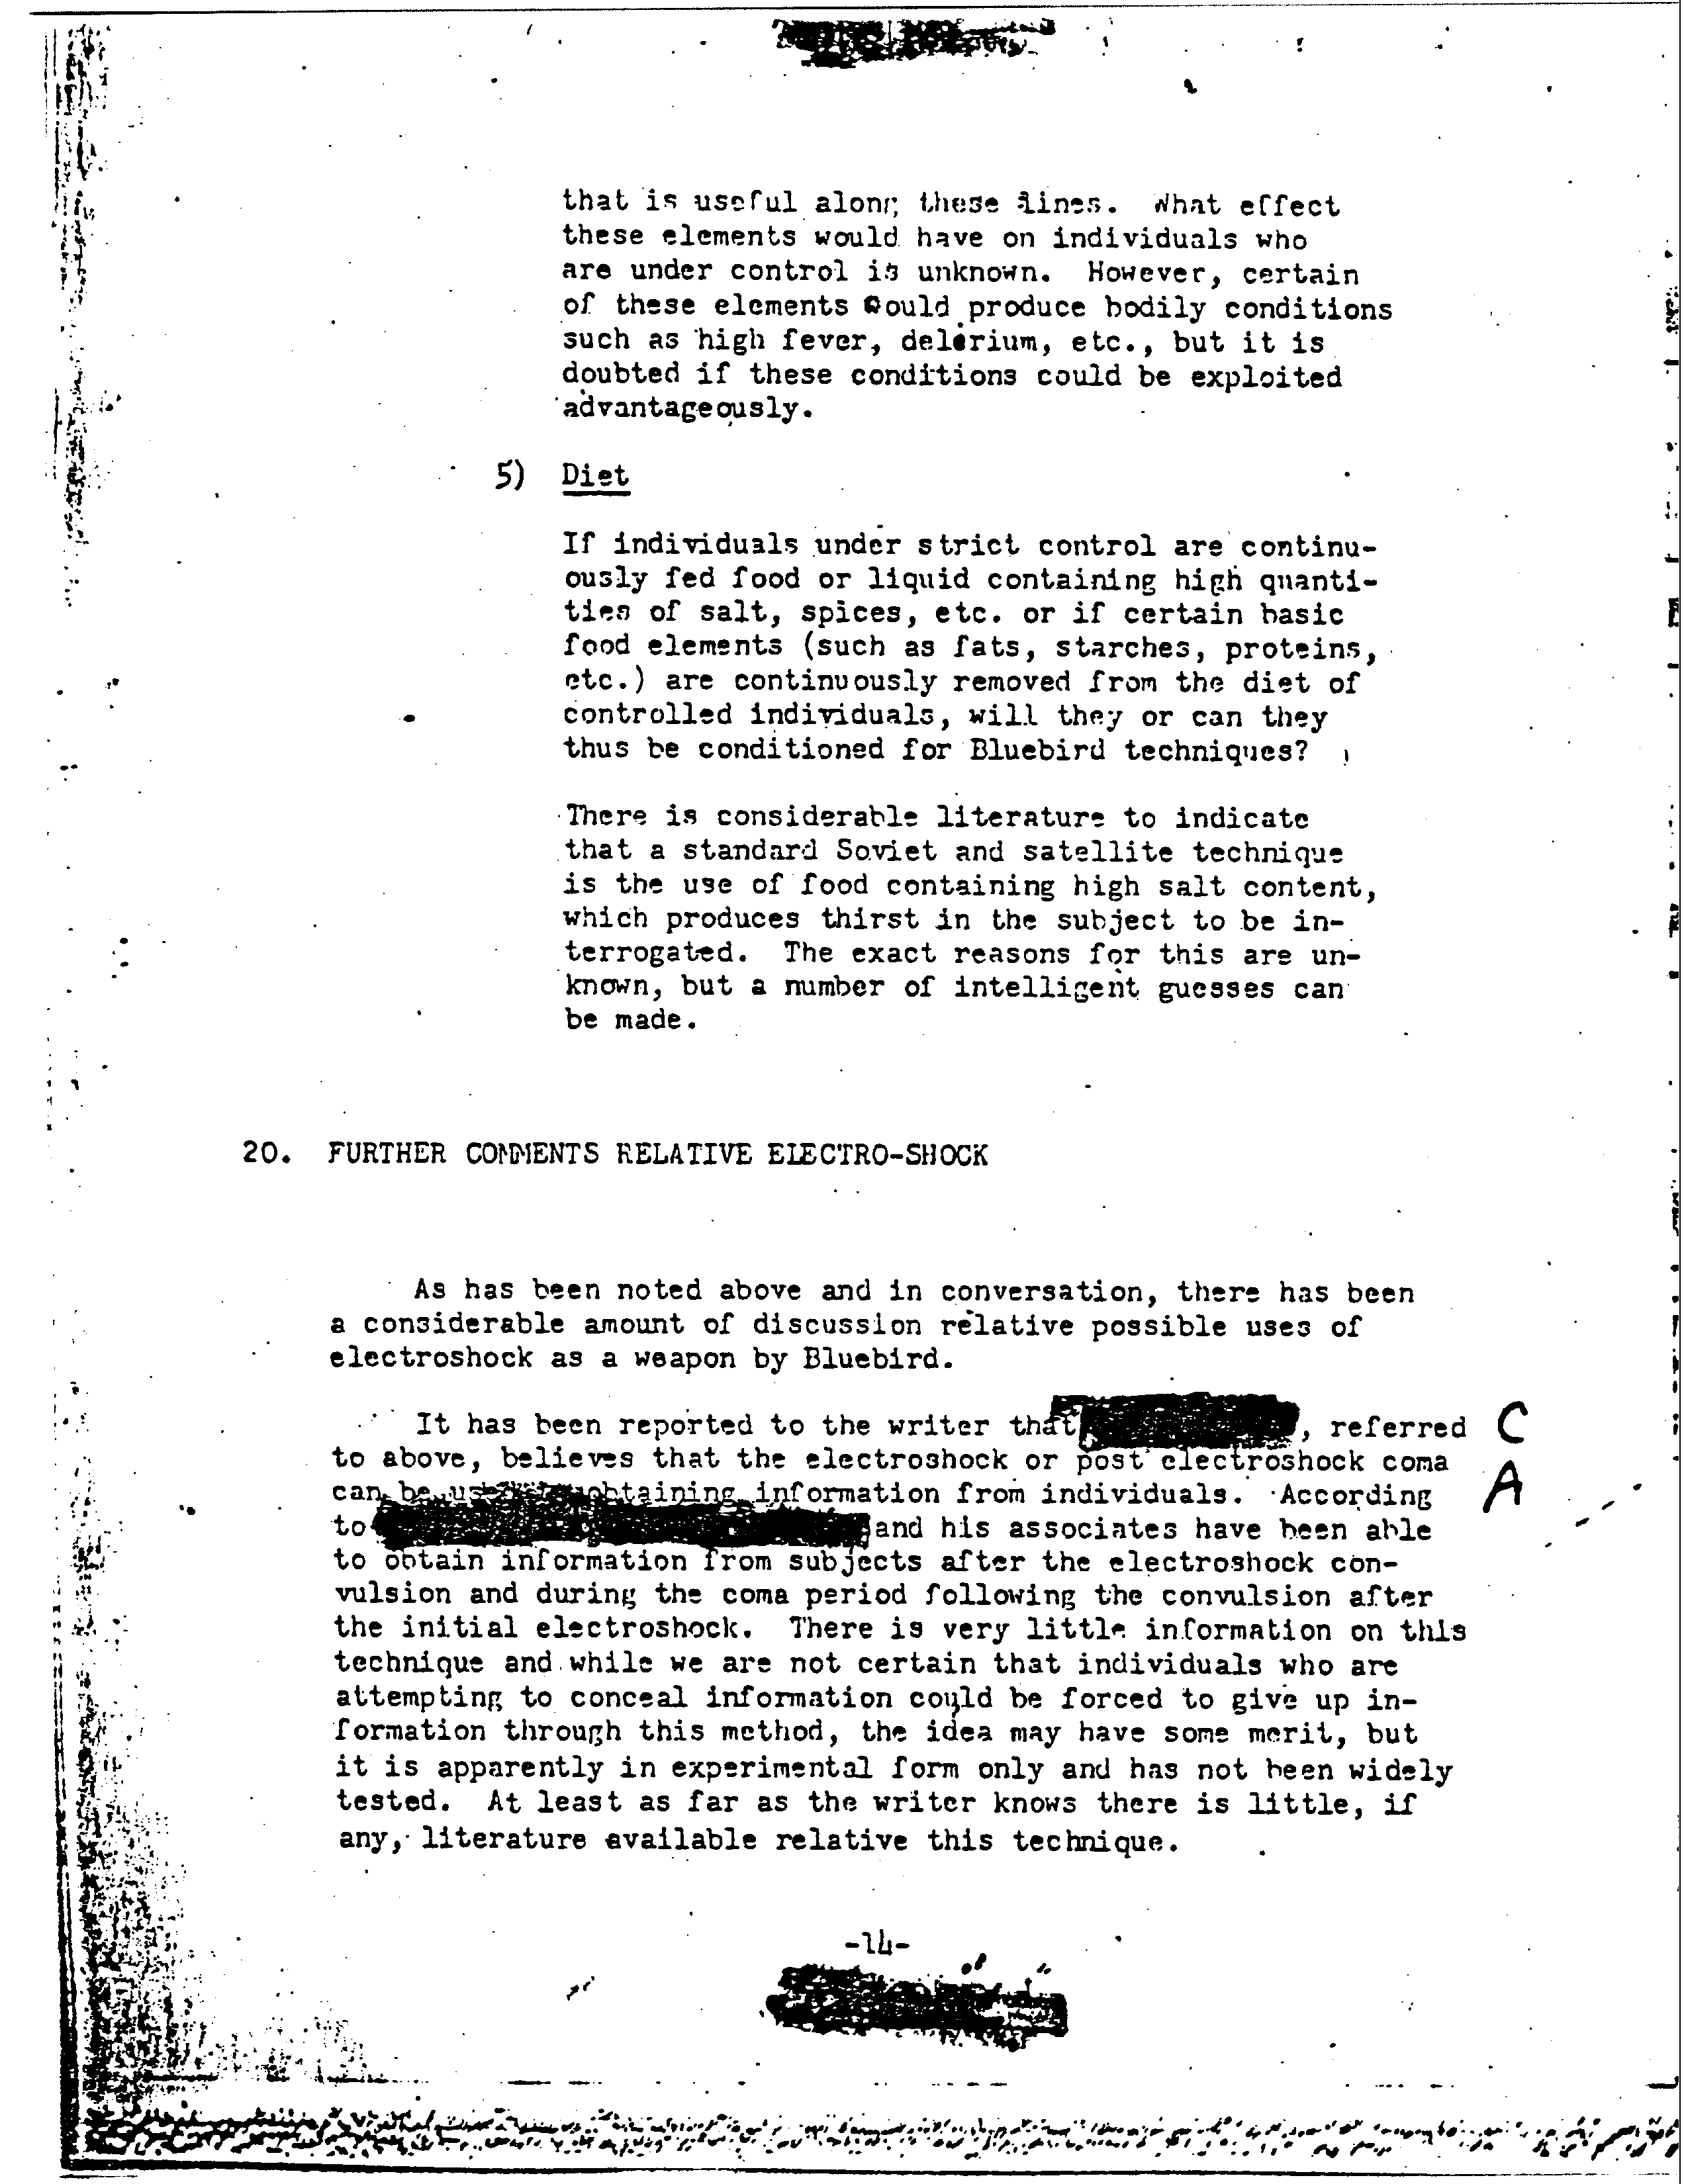 that is useful along these lines. What effect
these elements would have on individuals who
are under control is unknown. However, certain
of these elements could produce bodily conditions
such as high fever, delerium, etc., but it is
doubted if these conditions could be exploited
advantageously.
5) Diet
If individuals under strict control are continu-
ously fed food or liquid containing high quanti-
ties of salt, spices, etc. or if certain basic
food elements (such as fats, starches, proteins,
etc.) are continuously removed from the diet of
controlled individuals, will they or can they
thus be conditioned for Bluebird techniques?
There is considerable literature to indicate
that a standard Soviet and satellite technique
is the use of food containing high salt content,
which produces thirst in the subject to be in-
terrogated. The exact reasons for this are un-
known, but a number of intelligent guesses can
be made.
20. FURTHER COMMENTS RELATIVE ELECTRO-SHOCK
As has been noted above and in conversation, there has been
a considerable amount of discussion relative possible uses of
electroshock as a weapon by Bluebird.
It has been reported to the writer that , referred C
to above, believes that the electroshock or post electroshock coma
can be obtaining information from individuals. According A
to and his associates have been able
to obtain information from subjects after the electroshock con-
vulsion and during the coma period following the convulsion after
the initial electroshock. There is very little information on this
technique and while we are not certain that individuals who are
attempting to conceal information could be forced to give up in-
formation through this method, the idea may have some merit, but
it is apparently in experimental form only and has not been widely
tested. At least as far as the writer knows there is little, if
any, literature available relative this technique.
-14-